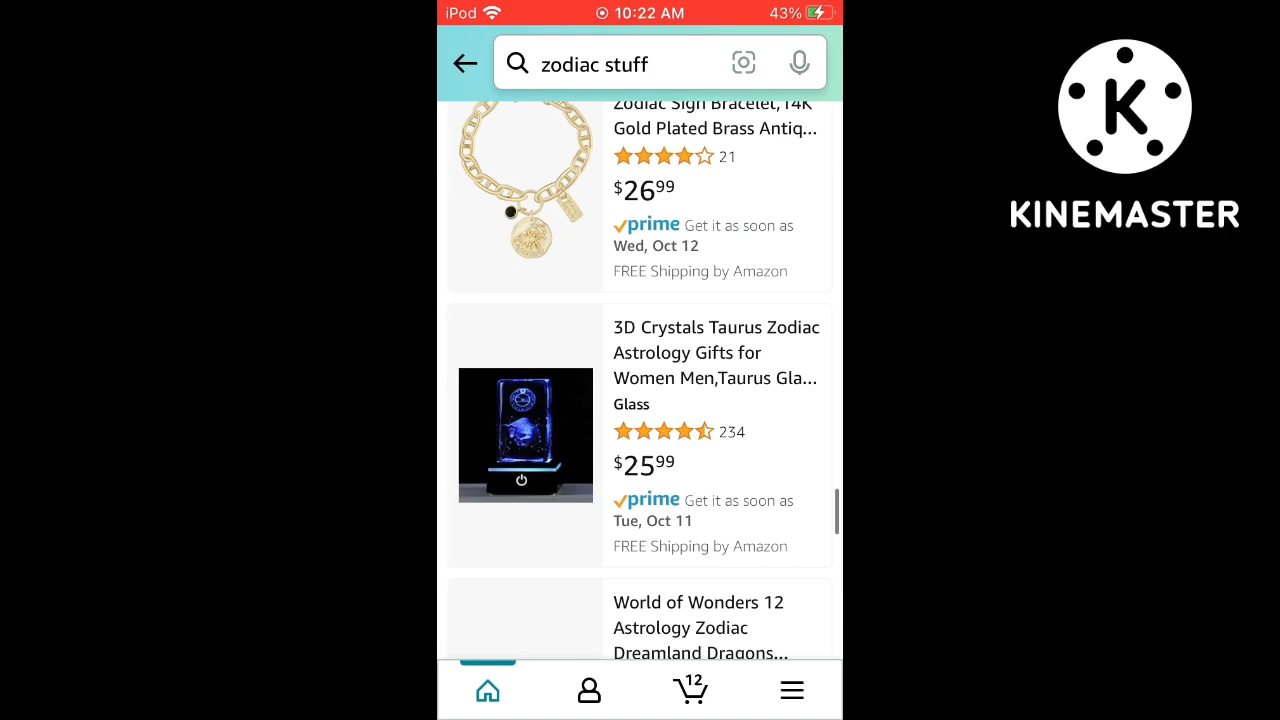 iPod 10:22 AM 43%
zodiac stuff
Zodiac Sign Bracelet,14K
Gold Plated Brass Antiq...
21
$26 99
prime Get it as soon as
Wed, Oct 12
FREE Shipping by Amazon
3D Crystals Taurus Zodiac
Astrology Gifts for
Women Men,Taurus Gla...
Glass
234
$25 99
prime Get it as soon as
Tue, Oct 11
FREE Shipping by Amazon
World of Wonders 12
Astrology Zodiac
Dreamland Dragons...
12
K
KINEMASTER